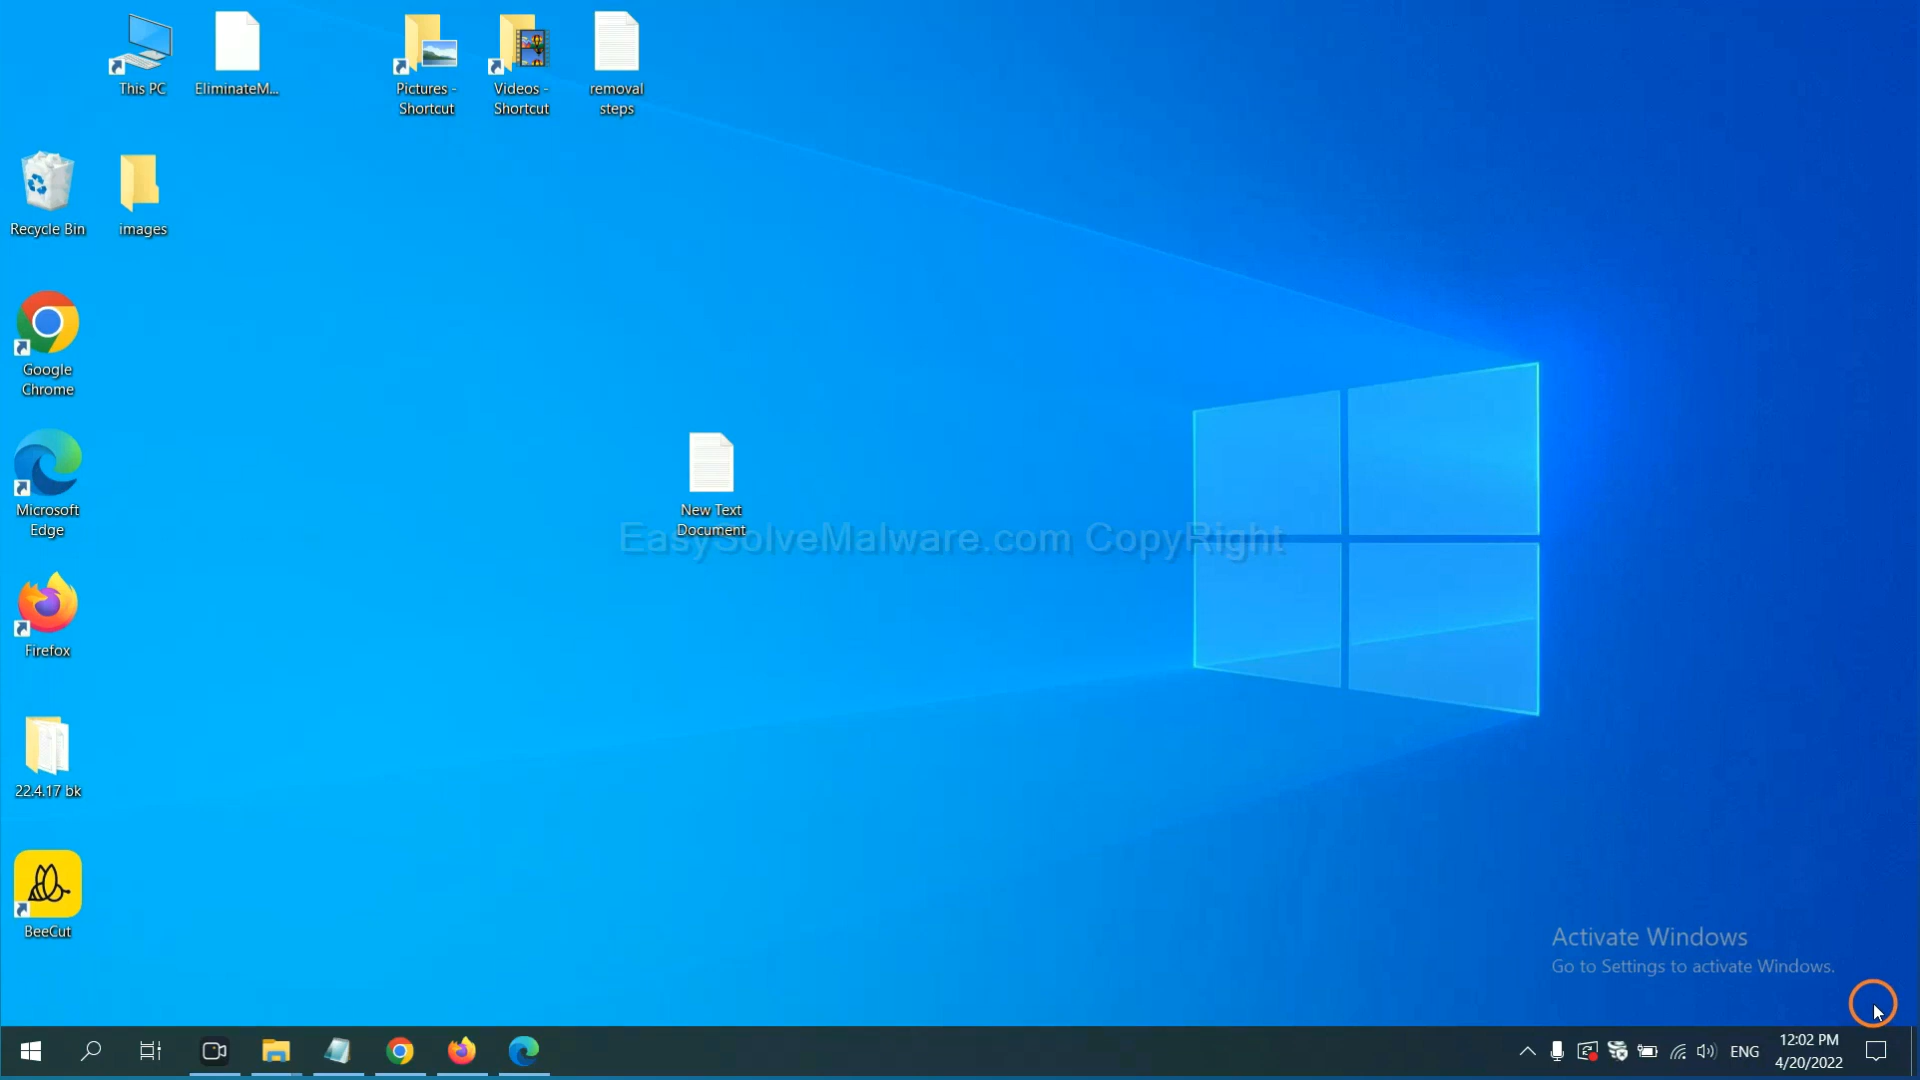 This PC
EliminateM...
Pictures -
Shortcut
Videos -
Shortcut
removal
steps
Recycle Bin
images
Google
Chrome
Microsoft
Edge
New Text
Document
EasySolveMalware.com CopyRight
Firefox
22.4.17 bk
BeeCut
Activate Windows
Go to Settings to activate Windows.
ENG
12:02 PM
4/20/2022